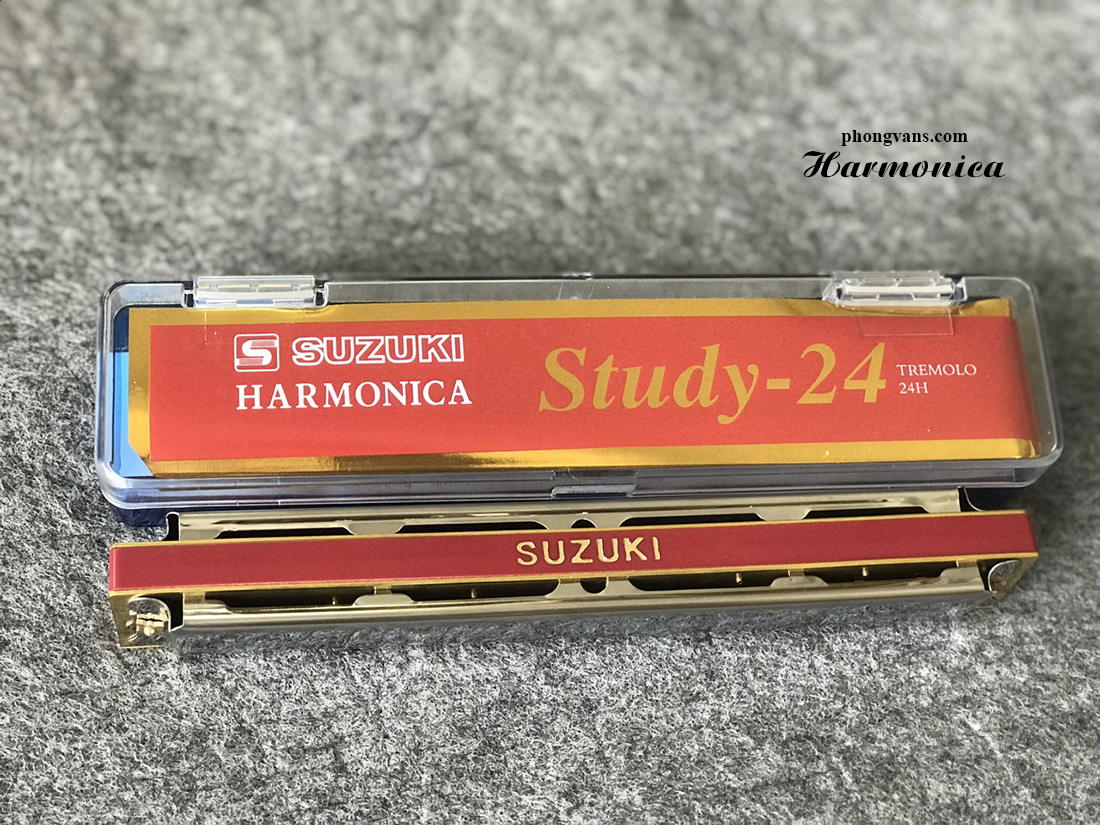 phongvans.com
Harmonica
S SUZUKI
HARMONICA
Study-24
TREMOLO
24H
SUZUKI